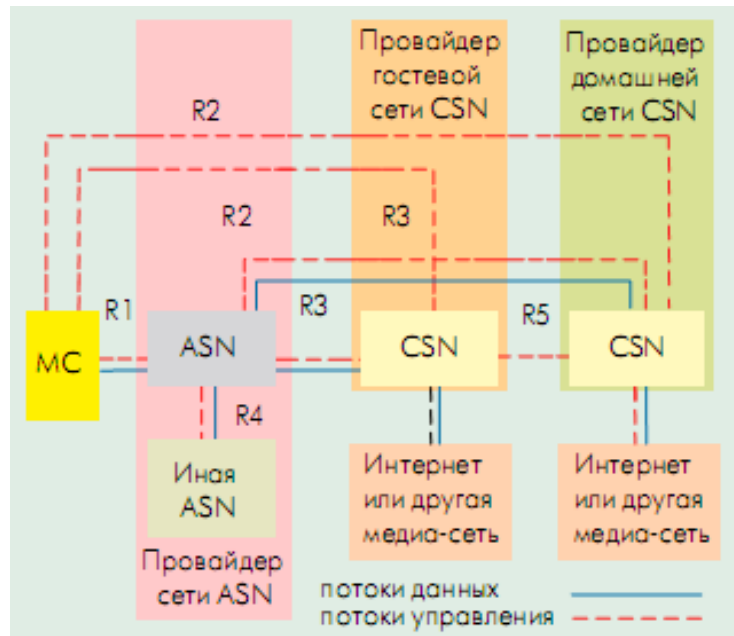 Провайдер
гостевой
сети CSN
Провайдер
домашней
сети CSN
R2
R2
R3
R1
R3
R5
МС
ASN
CSN
CSN
R4
Иная
ASN
Интернет
или другая
медиа-сеть
Интернет
или другая
медиа-сеть
Провайдер
сети ASN
потоки данных
потоки управления